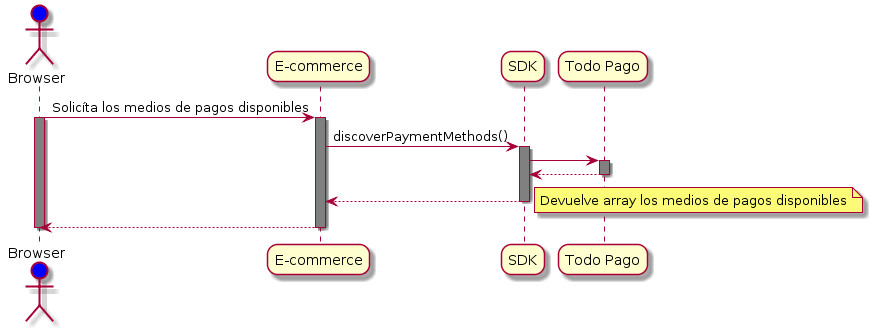 Browser
E-commerce
SDK
Todo Pago
Solicíta los medios de pagos disponibles
discoverPaymentMethods()
Devuelve array los medios de pagos disponibles
Browser
E-commerce
SDK
Todo Pago